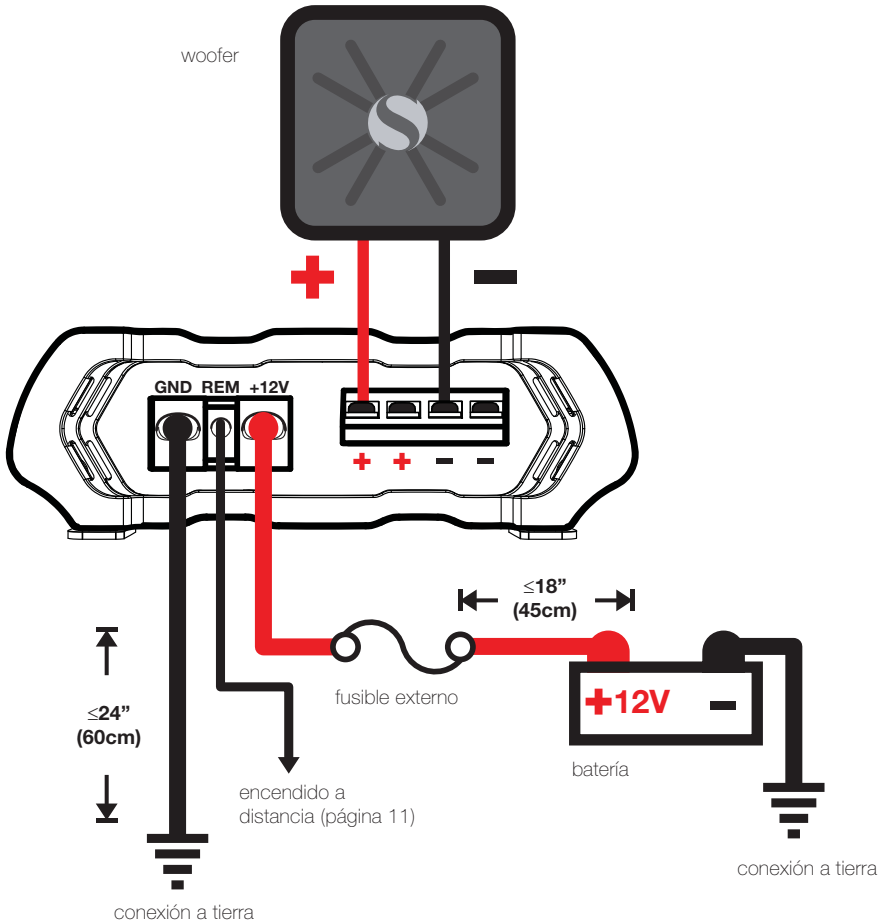 woofer
+ −
GND REM +12V
+ + − −
≤18”
(45cm)
fusible externo
≤24”
(60cm)
+12V −
batería
encendido a
distancia (página 11)
conexión a tierra
conexión a tierra